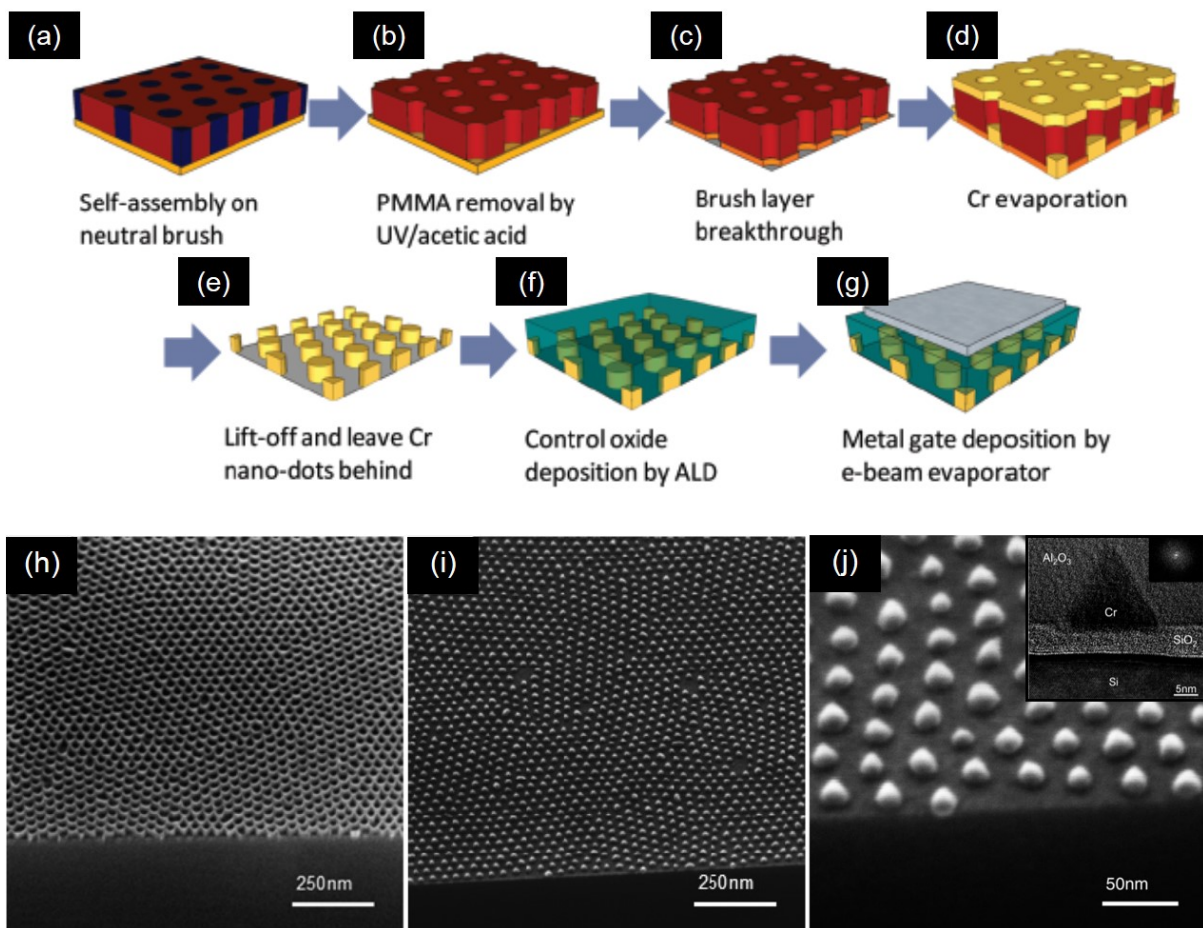 (a)
(b)
(c)
(d)
Self-assembly on
neutral brush
PMMA removal by
UV/acetic acid
Brush layer
breakthrough
Cr evaporation
(e)
(f)
(g)
Lift-off and leave Cr
nano-dots behind
Control oxide
deposition by ALD
Metal gate deposition by
e-beam evaporator
(h)
250nm
(i)
250nm
(j)
Al2O3
Cr
SiO2
Si
5nm
50nm